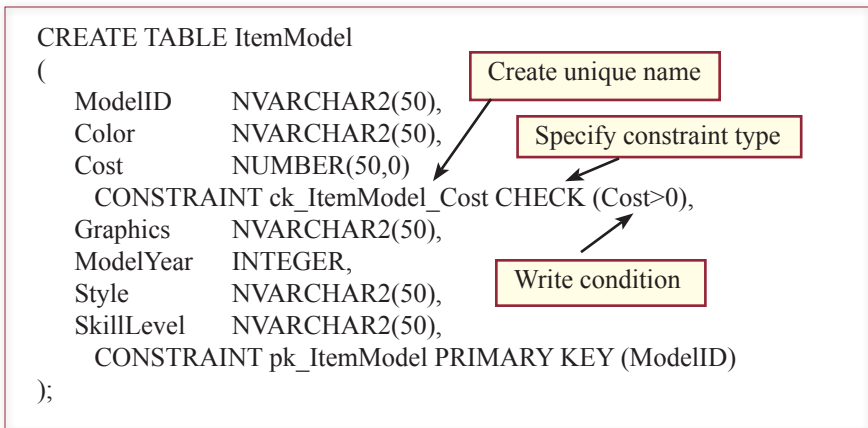 CREATE TABLE ItemModel
(
Create unique name
ModelID NVARCHAR2(50),
Color NVARCHAR2(50),
Specify constraint type
Cost NUMBER(50,0)
CONSTRAINT ck_ItemModel_Cost CHECK (Cost>0),
Graphics NVARCHAR2(50),
ModelYear INTEGER,
Write condition
Style NVARCHAR2(50),
SkillLevel NVARCHAR2(50),
CONSTRAINT pk_ItemModel PRIMARY KEY (ModelID)
);